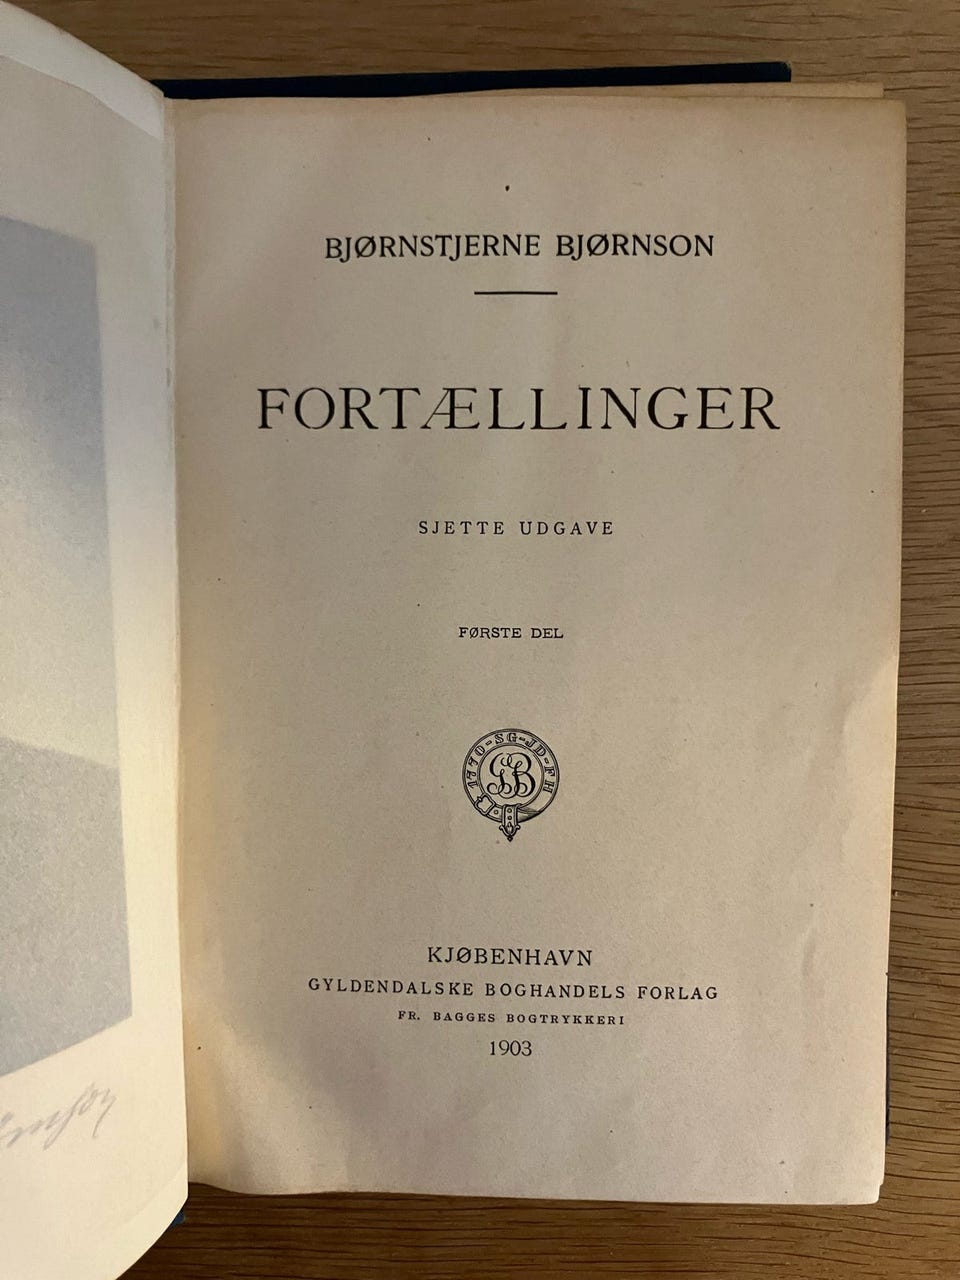 BJØRNSTJERNE BJØRNSON
FORTÆLLINGER
SJETTE UDGAVE
FØRSTE DEL
1770-SG-JD-FH
GB
KJØBENHAVN
GYLDENDALSKE BOGHANDELS FORLAG
FR. BAGGES BOGTRYKKERI
1903